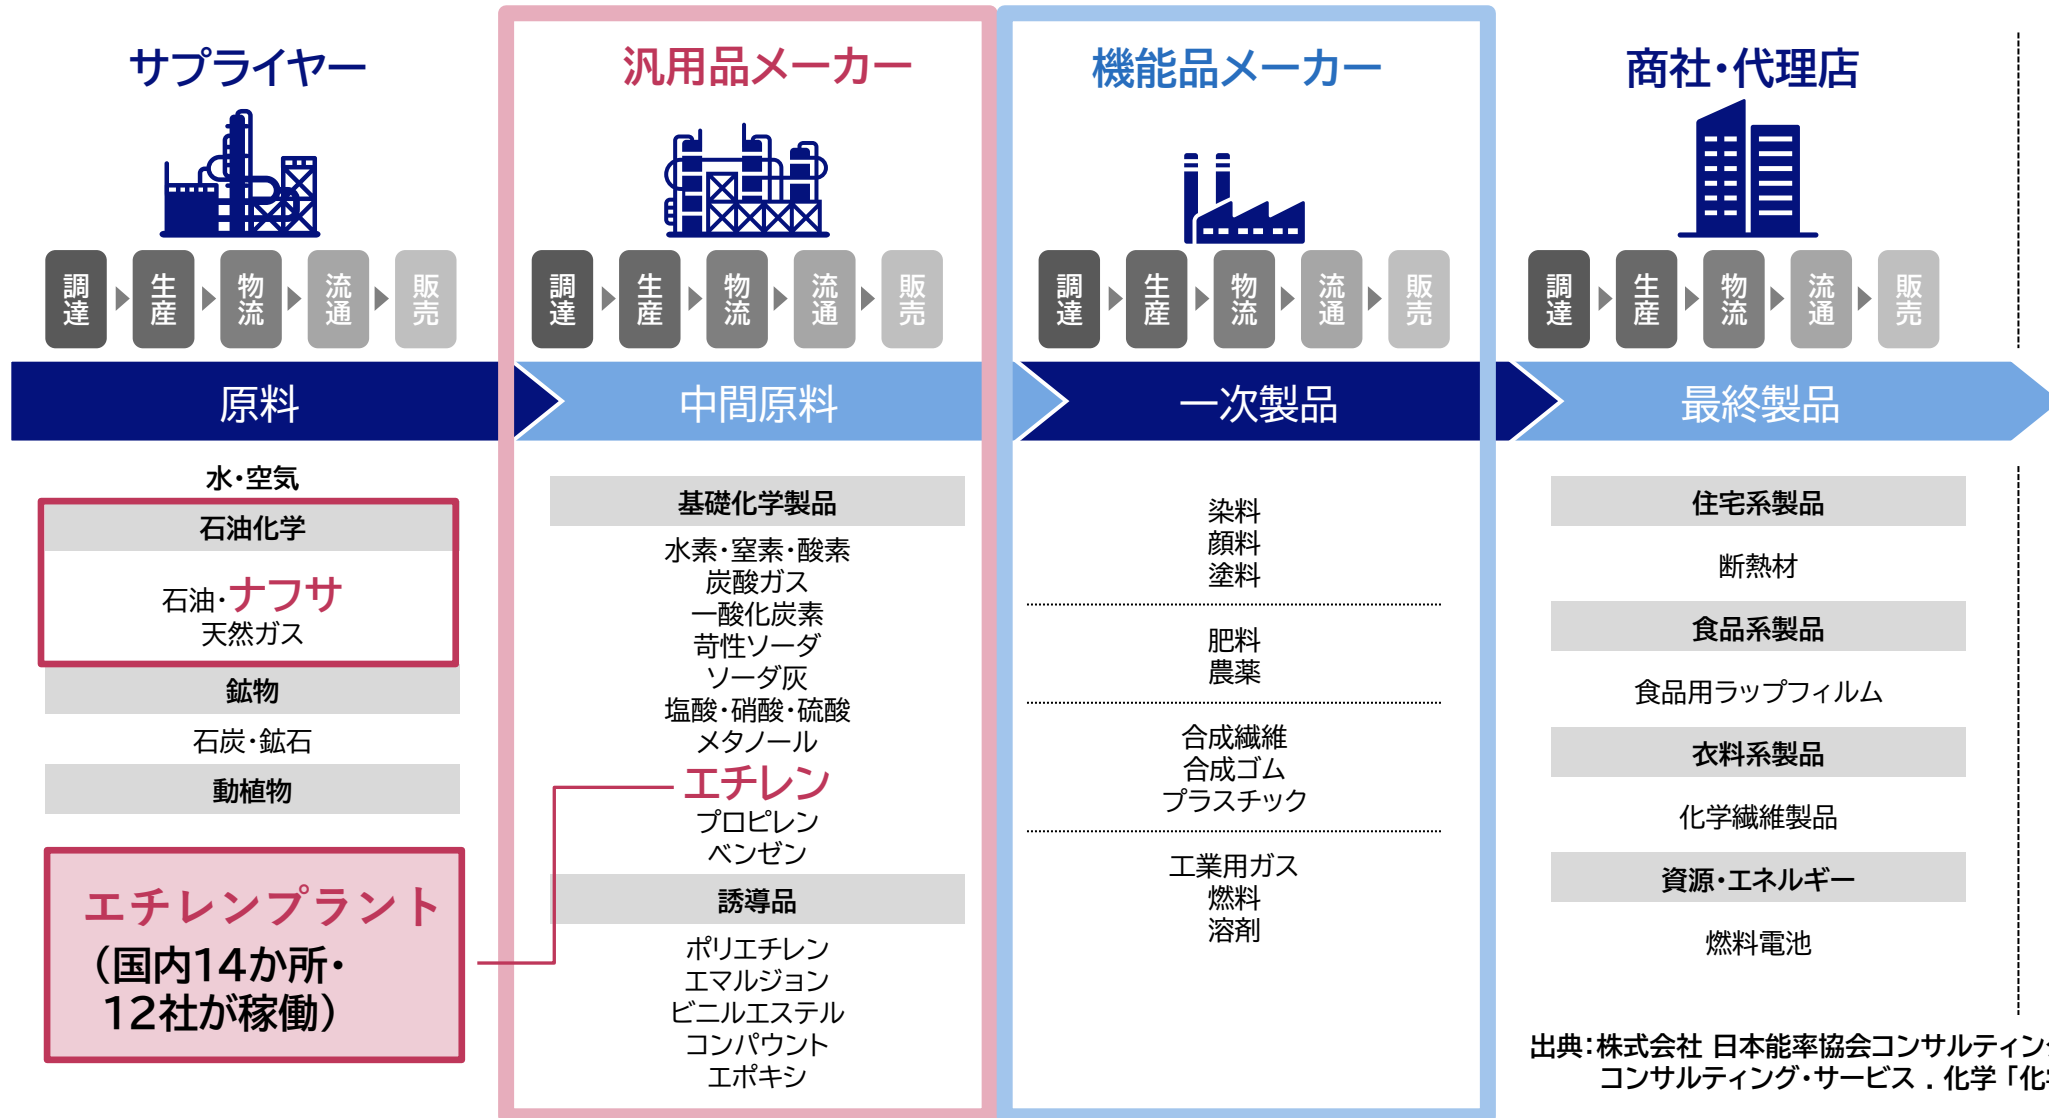 サプライヤー
調達
生産
物流
流通
販売
原料
水・空気
石油化学
石油・ナフサ
天然ガス
鉱物
石炭・鉱石
動植物
エチレンプラント
（国内14か所・
12社が稼働）
汎用品メーカー
調達
生産
物流
流通
販売
中間原料
基礎化学製品
水素・窒素・酸素
炭酸ガス
一酸化炭素
苛性ソーダ
ソーダ灰
塩酸・硝酸・硫酸
メタノール
エチレン
プロピレン
ベンゼン
誘導品
ポリエチレン
エマルジョン
ビニルエステル
コンパウント
エポキシ
機能品メーカー
調達
生産
物流
流通
販売
一次製品
染料
顔料
塗料
肥料
農薬
合成繊維
合成ゴム
プラスチック
工業用ガス
燃料
溶剤
商社・代理店
調達
生産
物流
流通
販売
最終製品
住宅系製品
断熱材
食品系製品
食品用ラップフィルム
衣料系製品
化学繊維製品
資源・エネルギー
燃料電池
出典：株式会社 日本能率協会コンサルティン
コンサルティング・サービス . 化学 「化